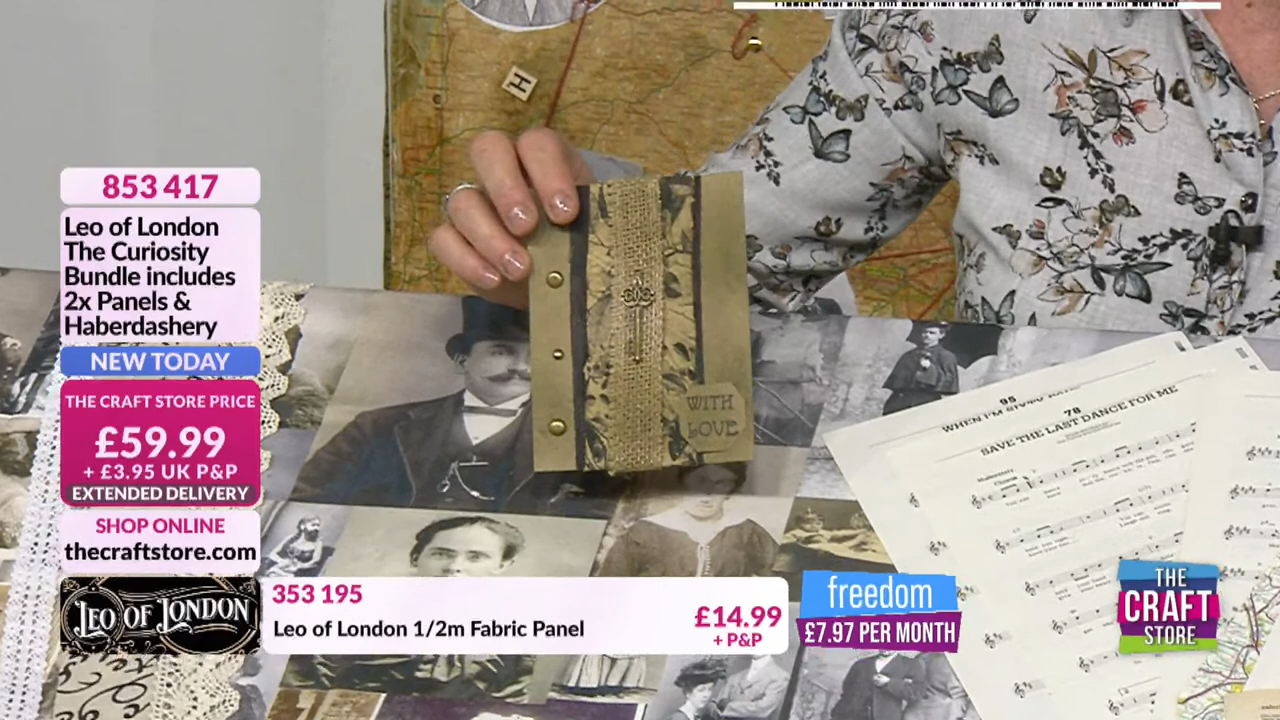 H
853 417
Leo of London
The Curiosity
Bundle includes
2x Panels &
Haberdashery
NEW TODAY
THE CRAFT STORE PRICE
£59.99
+ £3.95 UK P&P
EXTENDED DELIVERY
SHOP ONLINE
thecraftstore.com
LEO OF LONDON
353 195
Leo of London 1/2m Fabric Panel
£14.99
+ P&P
freedom
£7.97 PER MONTH
THE
CRAFT
STORE
WITH
LOVE
95
WHEN I'M
78
SAVE THE LAST DANCE FOR ME